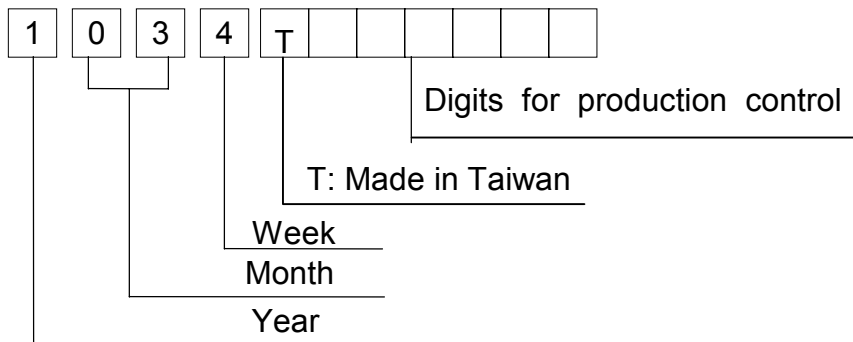 1 0 3 4 T
Digits for production control
T: Made in Taiwan
Week
Month
Year